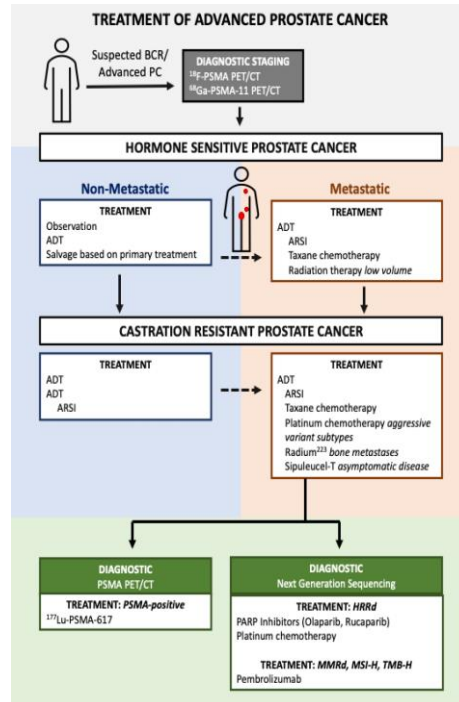 TREATMENT OF ADVANCED PROSTATE CANCER
Suspected BCR/
Advanced PC
DIAGNOSTIC STAGING
¹⁸F-PSMA PET/CT
⁶⁸Ga-PSMA-11 PET/CT
HORMONE SENSITIVE PROSTATE CANCER
Non-Metastatic
TREATMENT
Observation
ADT
Salvage based on primary treatment
Metastatic
TREATMENT
ADT
ARSI
Taxane chemotherapy
Radiation therapy low volume
CASTRATION RESISTANT PROSTATE CANCER
TREATMENT
ADT
ADT
ARSI
TREATMENT
ADT
ARSI
Taxane chemotherapy
Platinum chemotherapy aggressive
variant subtypes
Radium²²³ bone metastases
Sipuleucel-T asymptomatic disease
DIAGNOSTIC
PSMA PET/CT
TREATMENT: PSMA-positive
¹⁷⁷Lu-PSMA-617
DIAGNOSTIC
Next Generation Sequencing
TREATMENT: HRRd
PARP Inhibitors (Olaparib, Rucaparib)
Platinum chemotherapy
TREATMENT: MMRd, MSI-H, TMB-H
Pembrolizumab